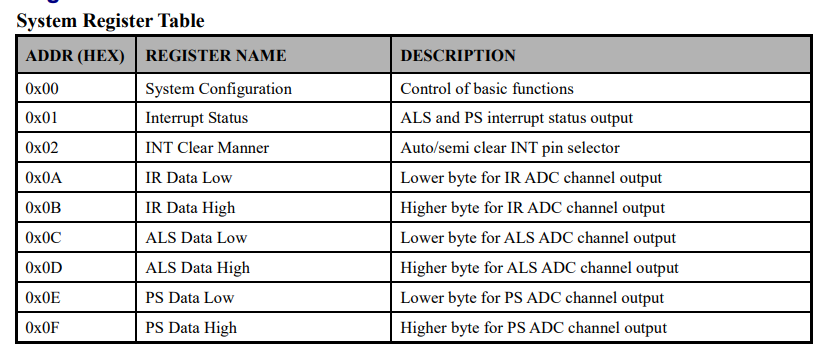 System Register Table
ADDR (HEX) REGISTER NAME DESCRIPTION
0x00 System Configuration Control of basic functions
0x01 Interrupt Status ALS and PS interrupt status output
0x02 INT Clear Manner Auto/semi clear INT pin selector
0x0A IR Data Low Lower byte for IR ADC channel output
0x0B IR Data High Higher byte for IR ADC channel output
0x0C ALS Data Low Lower byte for ALS ADC channel output
0x0D ALS Data High Higher byte for ALS ADC channel output
0x0E PS Data Low Lower byte for PS ADC channel output
0x0F PS Data High Higher byte for PS ADC channel output